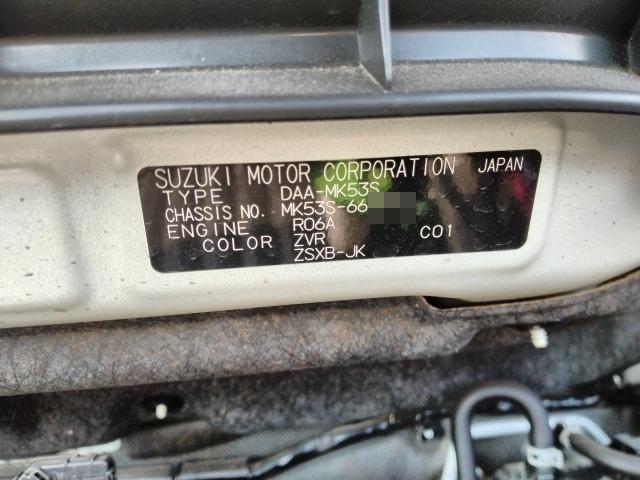 SUZUKI MOTOR CORPORATION JAPAN
TYPE DAA-MK53S
CHASSIS NO. MK53S-66
ENGINE R06A
COLOR ZVR C01
ZSXB-JK